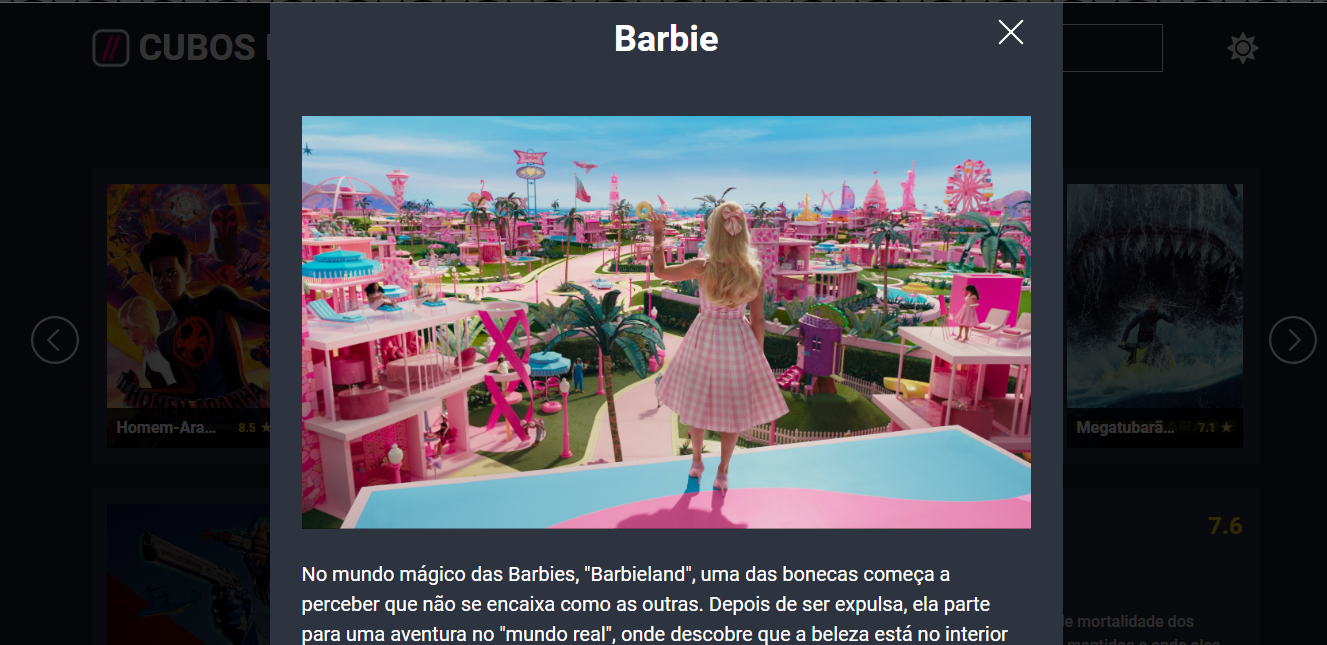 Barbie
CUBOS
No mundo mágico das Barbies, "Barbieland", uma das bonecas começa a
perceber que não se encaixa como as outras. Depois de ser expulsa, ela parte
para uma aventura no "mundo real", onde descobre que a beleza está no interior
Homem-Ara... 8.5 ★
Megatubarã... 7.1 ★
7.6
de mortalidade dos